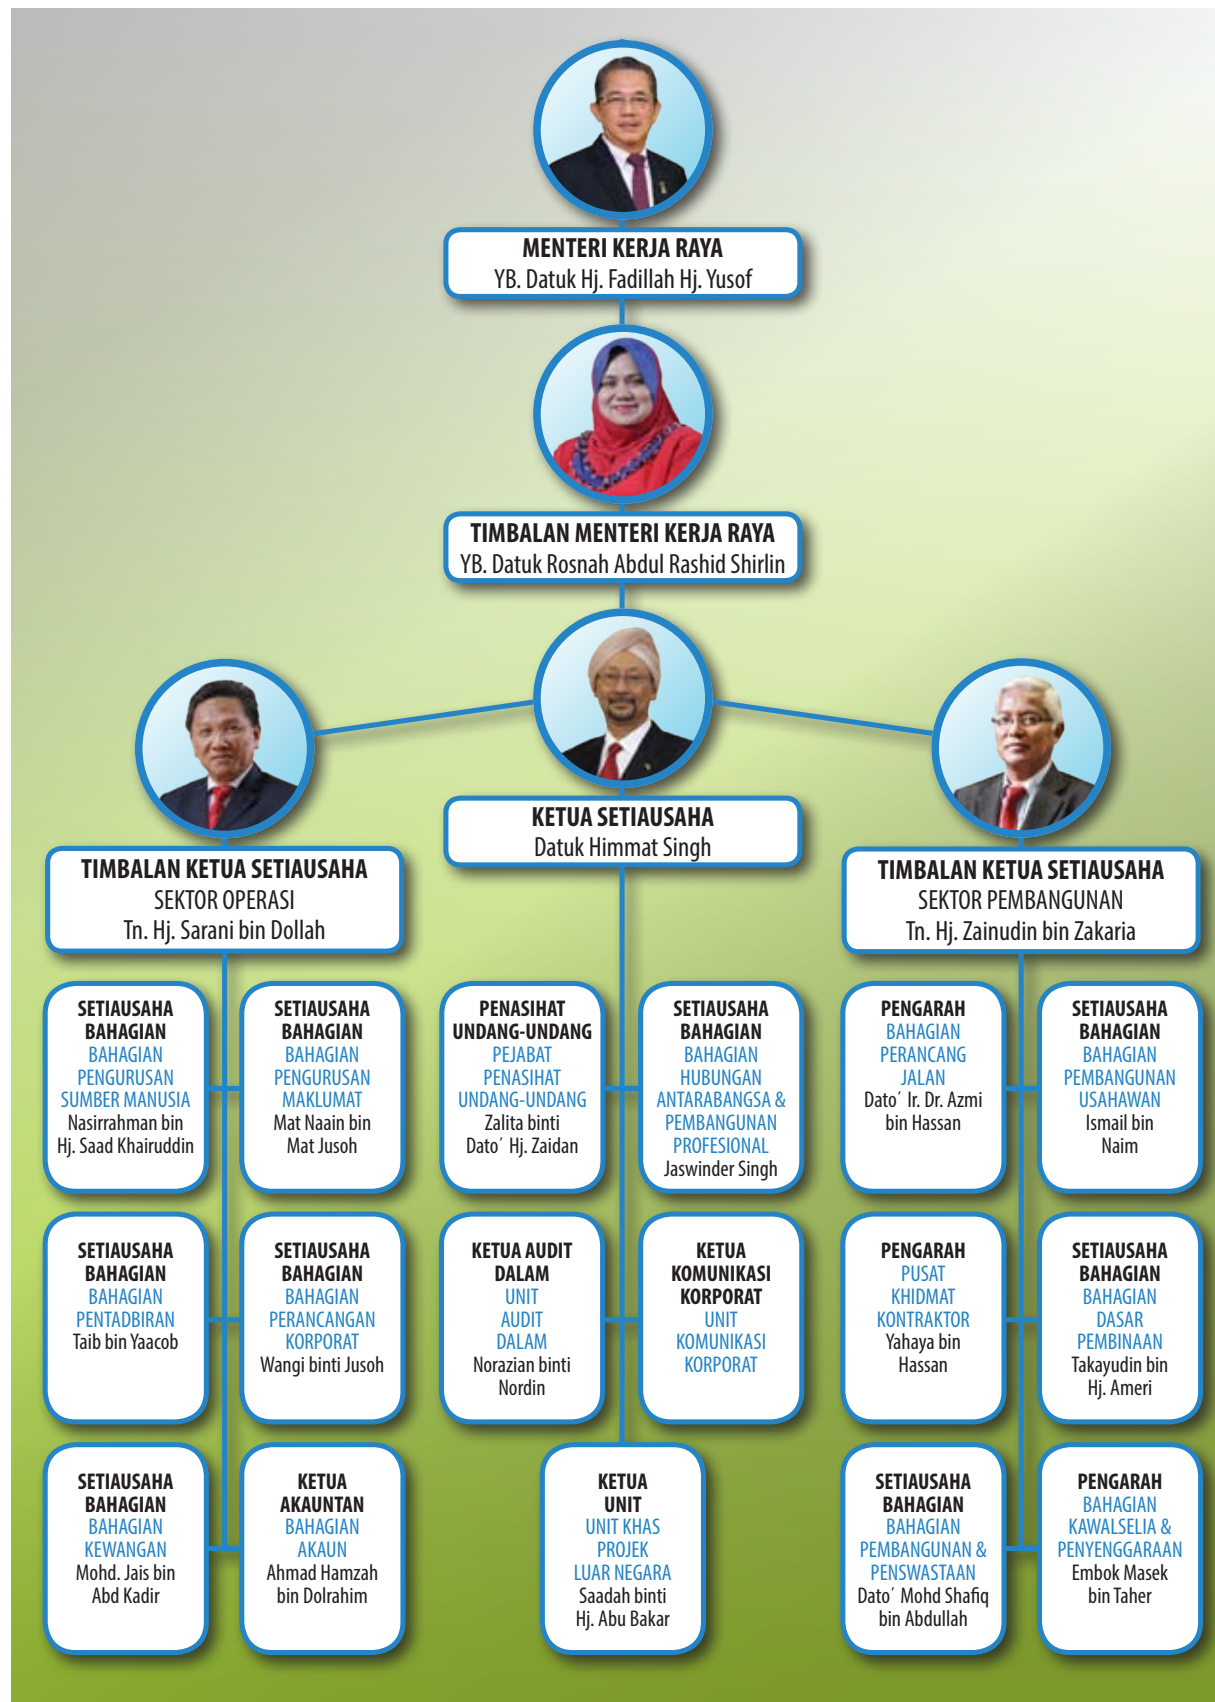 MENTERI KERJA RAYA
YB. Datuk Hj. Fadillah Hj. Yusof
TIMBALAN MENTERI KERJA RAYA
YB. Datuk Rosnah Abdul Rashid Shirlin
KETUA SETIAUSAHA
Datuk Himmat Singh
TIMBALAN KETUA SETIAUSAHA
SEKTOR OPERASI
Tn. Hj. Sarani bin Dollah
TIMBALAN KETUA SETIAUSAHA
SEKTOR PEMBANGUNAN
Tn. Hj. Zainudin bin Zakaria
SETIAUSAHA
BAHAGIAN
BAHAGIAN
PENGURUSAN
SUMBER MANUSIA
Nasirrahman bin
Hj. Saad Khairuddin
SETIAUSAHA
BAHAGIAN
BAHAGIAN
PENGURUSAN
MAKLUMAT
Mat Naain bin
Mat Jusoh
PENASIHAT
UNDANG-UNDANG
PEJABAT
PENASIHAT
UNDANG-UNDANG
Zalita binti
Dato´ Hj. Zaidan
SETIAUSAHA
BAHAGIAN
BAHAGIAN
HUBUNGAN
ANTARABANGSA &
PEMBANGUNAN
PROFESIONAL
Jaswinder Singh
PENGARAH
BAHAGIAN
PERANCANG
JALAN
Dato´ Ir. Dr. Azmi
bin Hassan
SETIAUSAHA
BAHAGIAN
BAHAGIAN
PEMBANGUNAN
USAHAWAN
Ismail bin
Naim
SETIAUSAHA
BAHAGIAN
BAHAGIAN
PENTADBIRAN
Taib bin Yaacob
SETIAUSAHA
BAHAGIAN
BAHAGIAN
PERANCANGAN
KORPORAT
Wangi binti Jusoh
KETUA AUDIT
DALAM
UNIT
AUDIT
DALAM
Norazian binti
Nordin
KETUA
KOMUNIKASI
KORPORAT
UNIT
KOMUNIKASI
KORPORAT
PENGARAH
PUSAT
KHIDMAT
KONTRAKTOR
Yahaya bin
Hassan
SETIAUSAHA
BAHAGIAN
BAHAGIAN
DASAR
PEMBINAAN
Takayudin bin
Hj. Ameri
SETIAUSAHA
BAHAGIAN
BAHAGIAN
KEWANGAN
Mohd. Jais bin
Abd Kadir
KETUA
AKAUNTAN
BAHAGIAN
AKAUN
Ahmad Hamzah
bin Dolrahim
KETUA
UNIT
UNIT KHAS
PROJEK
LUAR NEGARA
Saadah binti
Hj. Abu Bakar
SETIAUSAHA
BAHAGIAN
BAHAGIAN
PEMBANGUNAN &
PENSWASTAAN
Dato´ Mohd Shafiq
bin Abdullah
PENGARAH
BAHAGIAN
KAWALSELIA &
PENYENGGARAAN
Embok Masek
bin Taher